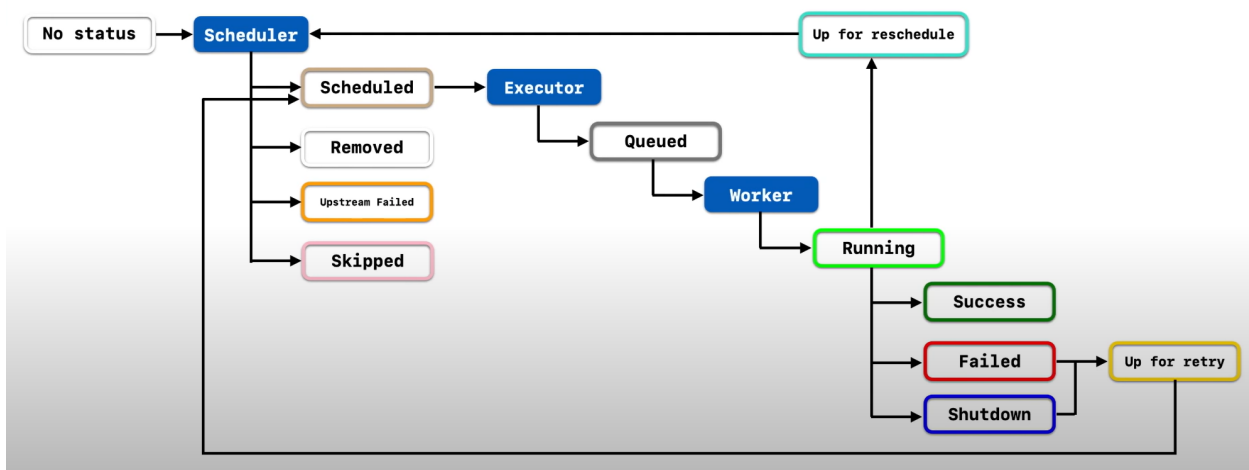 No status
Scheduler
Up for reschedule
Scheduled
Executor
Removed
Queued
Upstream Failed
Worker
Skipped
Running
Success
Failed
Up for retry
Shutdown